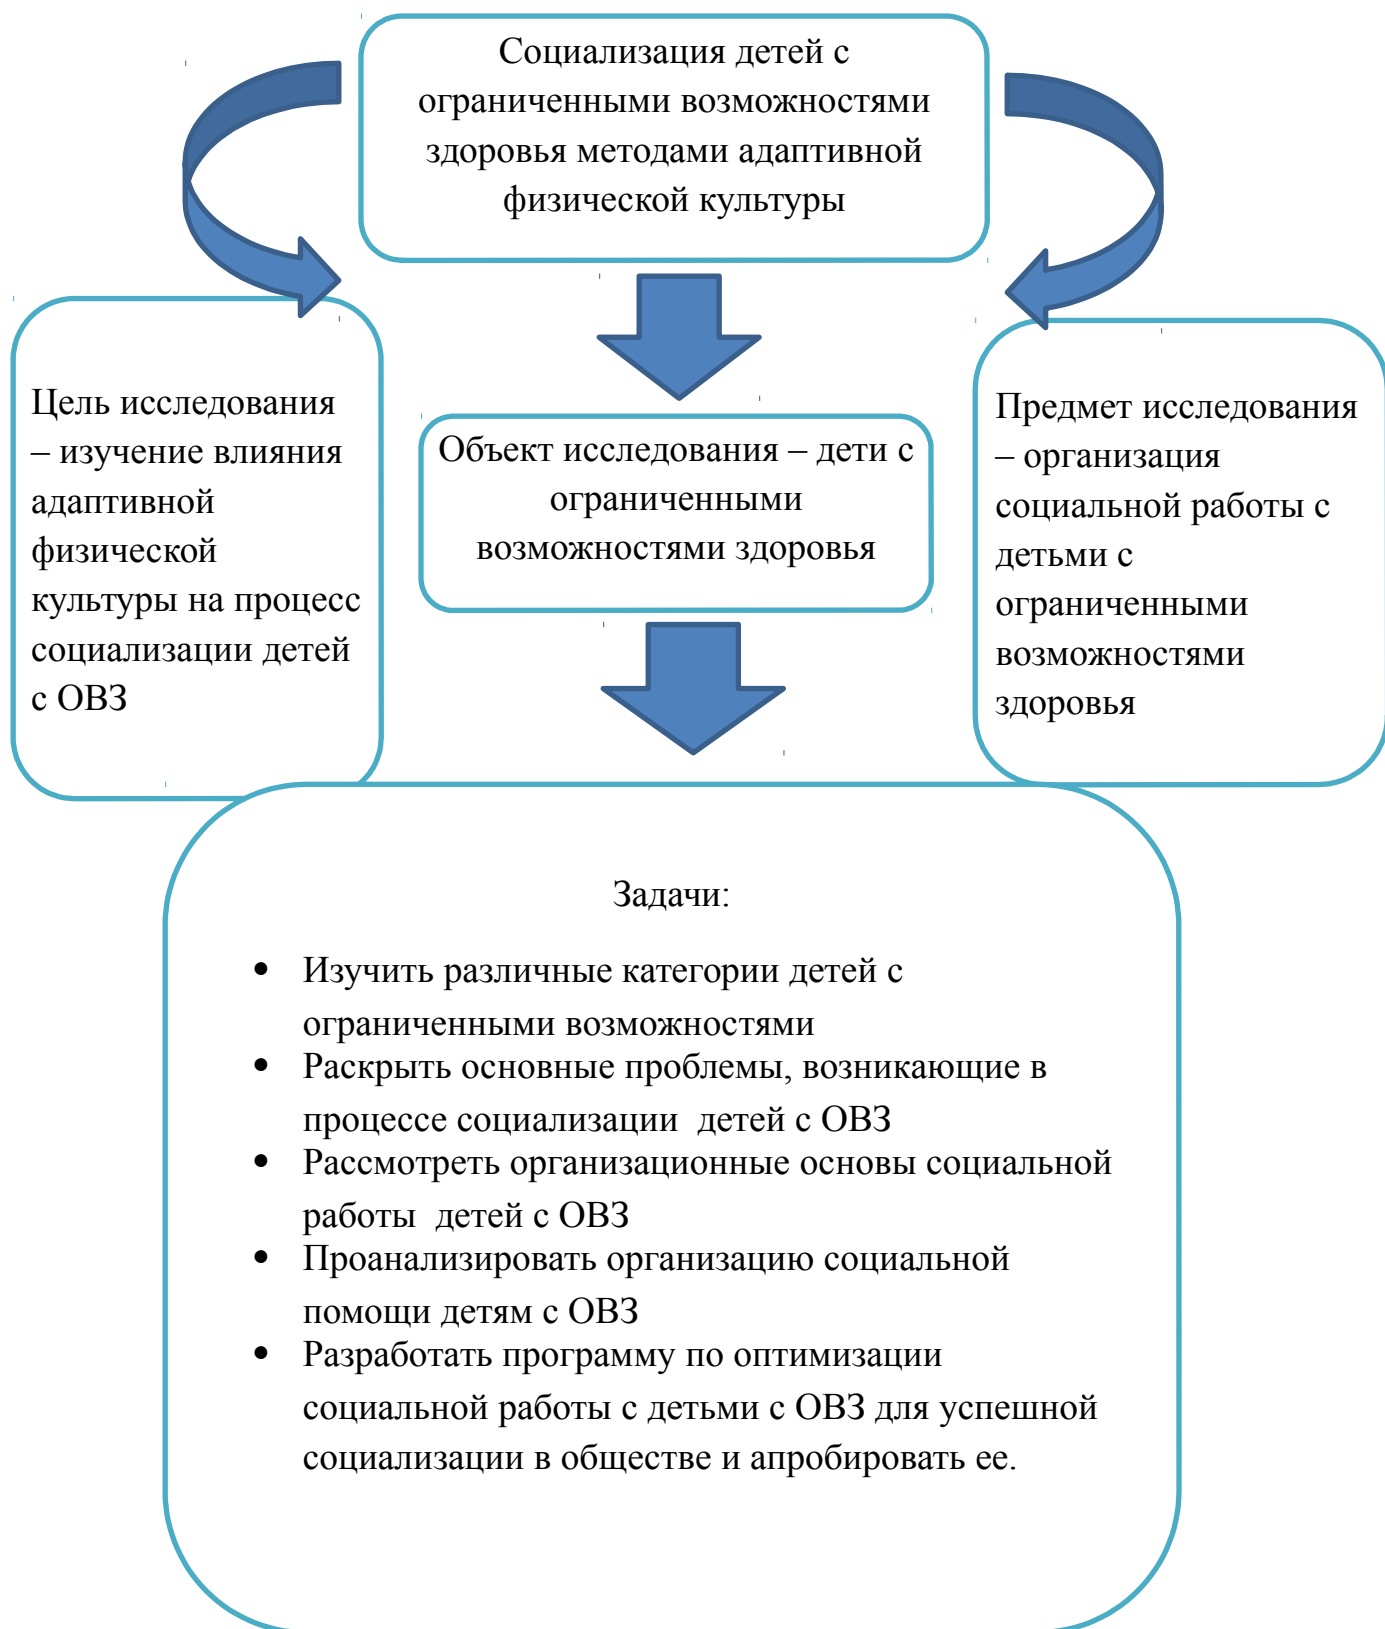 Социализация детей с
ограниченными возможностями
здоровья методами адаптивной
физической культуры
Цель исследования
– изучение влияния
адаптивной
физической
культуры на процесс
социализации детей
с ОВЗ
Объект исследования – дети с
ограниченными
возможностями здоровья
Предмет исследования
– организация
социальной работы с
детьми с
ограниченными
возможностями
здоровья
Задачи:
• Изучить различные категории детей с
ограниченными возможностями
• Раскрыть основные проблемы, возникающие в
процессе социализации  детей с ОВЗ
• Рассмотреть организационные основы социальной
работы  детей с ОВЗ
• Проанализировать организацию социальной
помощи детям с ОВЗ
• Разработать программу по оптимизации
социальной работы с детьми с ОВЗ для успешной
социализации в обществе и апробировать ее.